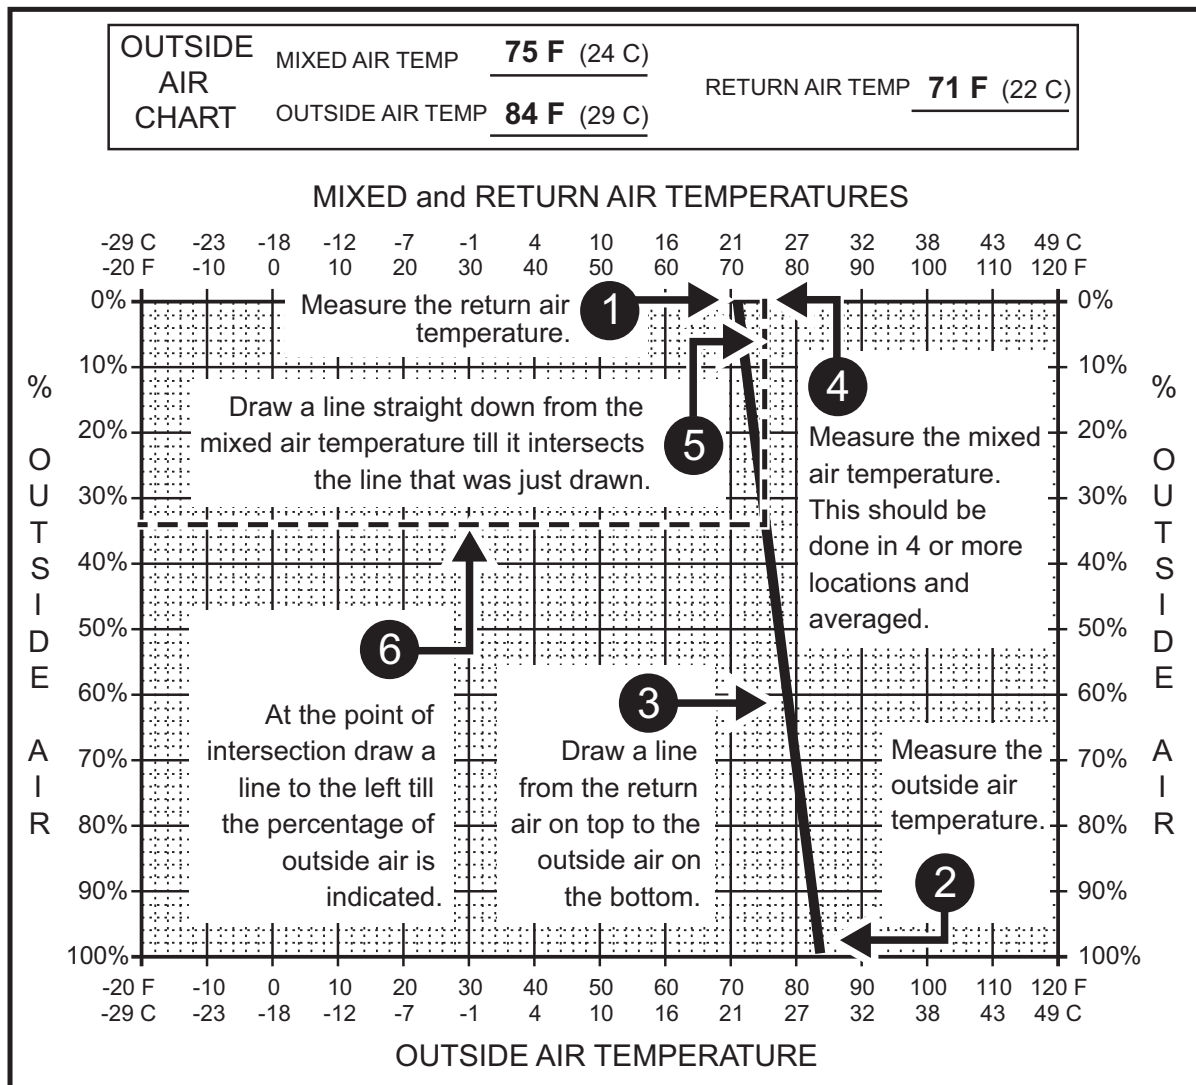 OUTSIDE
AIR
CHART
MIXED AIR TEMP 75 F (24 C)
OUTSIDE AIR TEMP 84 F (29 C)
RETURN AIR TEMP 71 F (22 C)
MIXED and RETURN AIR TEMPERATURES
-29 C -23 -18 -12 -7 -1 4 10 16 21 27 32 38 43 49 C
-20 F -10 0 10 20 30 40 50 60 70 80 90 100 110 120 F
% OUTSIDE AIR
0%
10%
20%
30%
40%
50%
60%
70%
80%
90%
100%
1
Measure the return air
temperature.
4
Measure the mixed
air temperature.
This should be
done in 4 or more
locations and
averaged.
5
Draw a line straight down from the
mixed air temperature till it intersects
the line that was just drawn.
6
At the point of
intersection draw a
line to the left till
the percentage of
outside air is
indicated.
3
Draw a line
from the return
air on top to the
outside air on
the bottom.
Measure the
outside air
temperature.
2
0%
10%
20%
30%
40%
50%
60%
70%
80%
90%
100%
% OUTSIDE AIR
-20 F -10 0 10 20 30 40 50 60 70 80 90 100 110 120 F
-29 C -23 -18 -12 -7 -1 4 10 16 21 27 32 38 43 49 C
OUTSIDE AIR TEMPERATURE